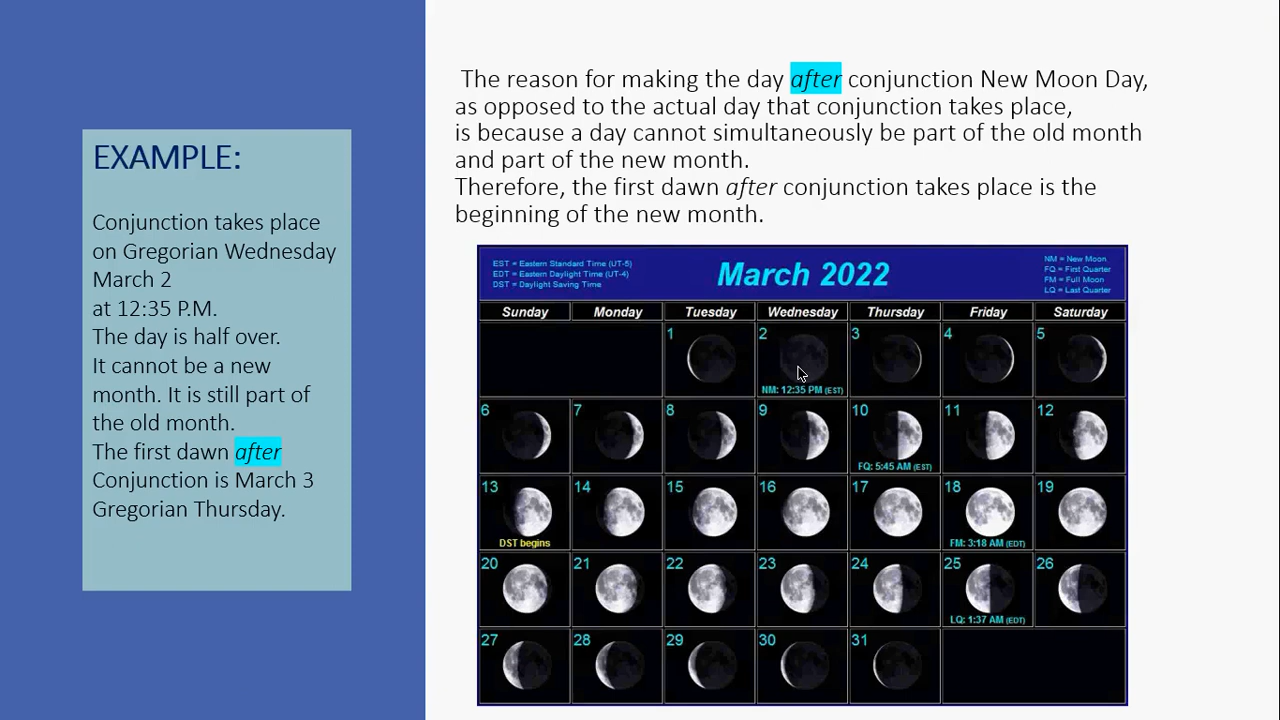 EXAMPLE:
Conjunction takes place
on Gregorian Wednesday
March 2
at 12:35 P.M.
The day is half over.
It cannot be a new
month. It is still part of
the old month.
The first dawn after
Conjunction is March 3
Gregorian Thursday.
The reason for making the day after conjunction New Moon Day,
as opposed to the actual day that conjunction takes place,
is because a day cannot simultaneously be part of the old month
and part of the new month.
Therefore, the first dawn after conjunction takes place is the
beginning of the new month.
EST = Eastern Standard Time (UT-5)
EDT = Eastern Daylight Time (UT-4)
DST = Daylight Saving Time
March 2022
NM = New Moon
FQ = First Quarter
FM = Full Moon
LQ = Last Quarter
Sunday Monday Tuesday Wednesday Thursday Friday Saturday
1 2 3 4 5
NM: 12:35 PM (EST)
6 7 8 9 10 11 12
FQ: 5:45 AM (EST)
13 14 15 16 17 18 19
DST begins FM: 3:18 AM (EDT)
20 21 22 23 24 25 26
LQ: 1:37 AM (EDT)
27 28 29 30 31